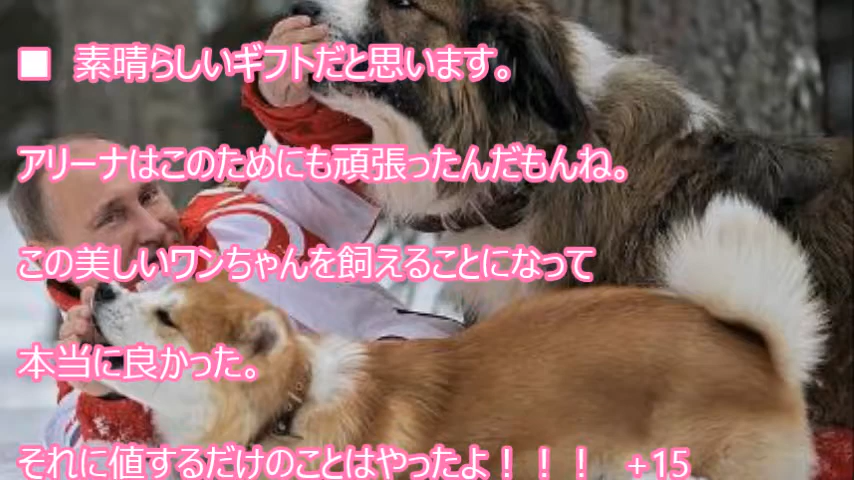 ■　素晴らしいギフトだと思います。
アリーナはこのためにも頑張ったんだもんね。
この美しいワンちゃんを飼えることになって
本当に良かった。
それに値するだけのことはやったよ！！！　+15